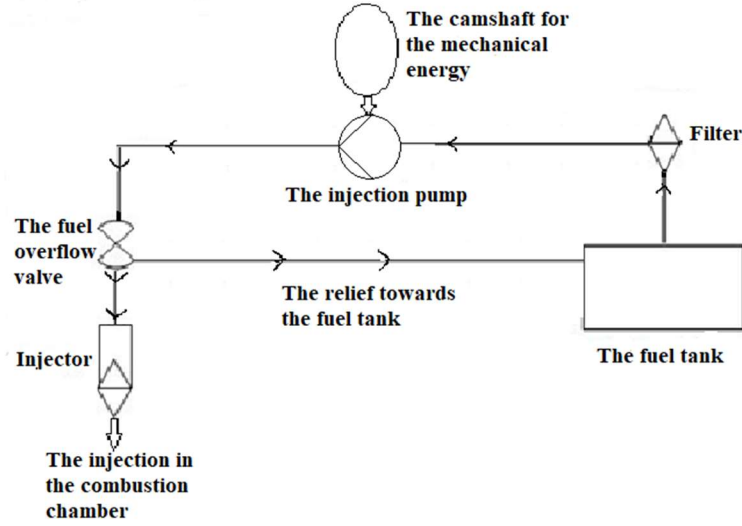 The camshaft for
the mechanical
energy
Filter
The injection pump
The fuel
overflow
valve
The relief towards
the fuel tank
The fuel tank
Injector
The injection in
the combustion
chamber